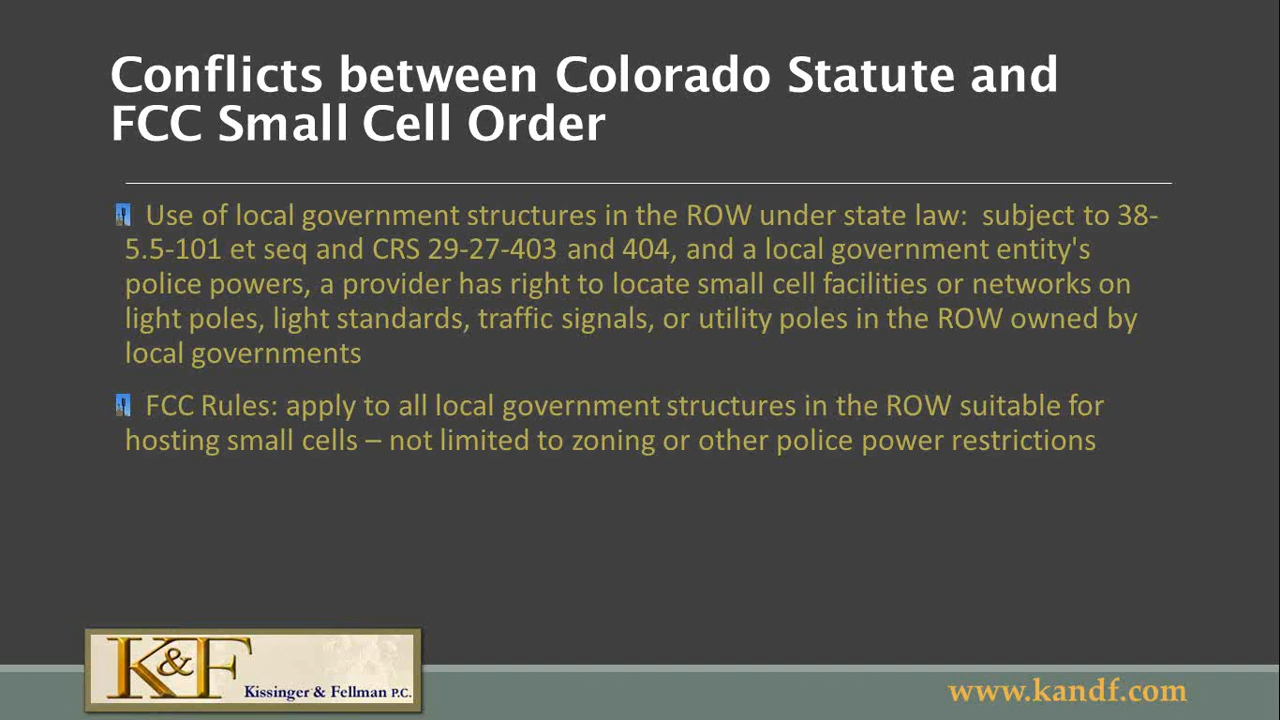 Conflicts between Colorado Statute and
FCC Small Cell Order
Use of local government structures in the ROW under state law: subject to 38-
5.5-101 et seq and CRS 29-27-403 and 404, and a local government entity's
police powers, a provider has right to locate small cell facilities or networks on
light poles, light standards, traffic signals, or utility poles in the ROW owned by
local governments
FCC Rules: apply to all local government structures in the ROW suitable for
hosting small cells – not limited to zoning or other police power restrictions
K&F
Kissinger & Fellman P.C.
www.kandf.com